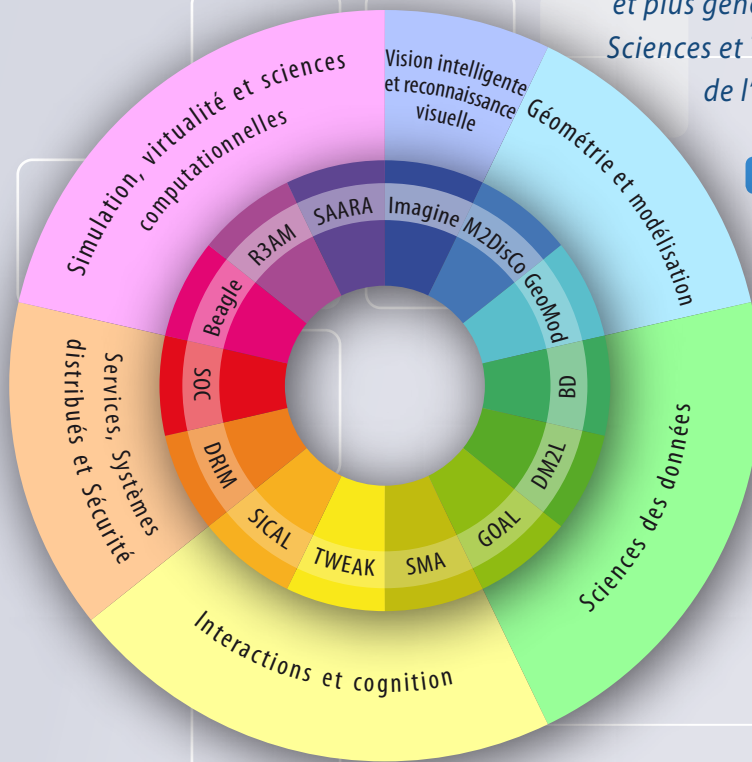 et plus géné
Sciences et
de l'
Simulation, virtualité et sciences
computationnelles
Vision intelligente
et reconnaissance
visuelle
Géométrie et modélisation
Sciences des données
Interactions et cognition
Services, Systèmes
distribués et Sécurité
SAARA
Imagine
M2DisCo
GeoMod
BD
DM2L
GOAL
SMA
TWEAK
SICAL
DRIM
SOC
Beagle
R3AM